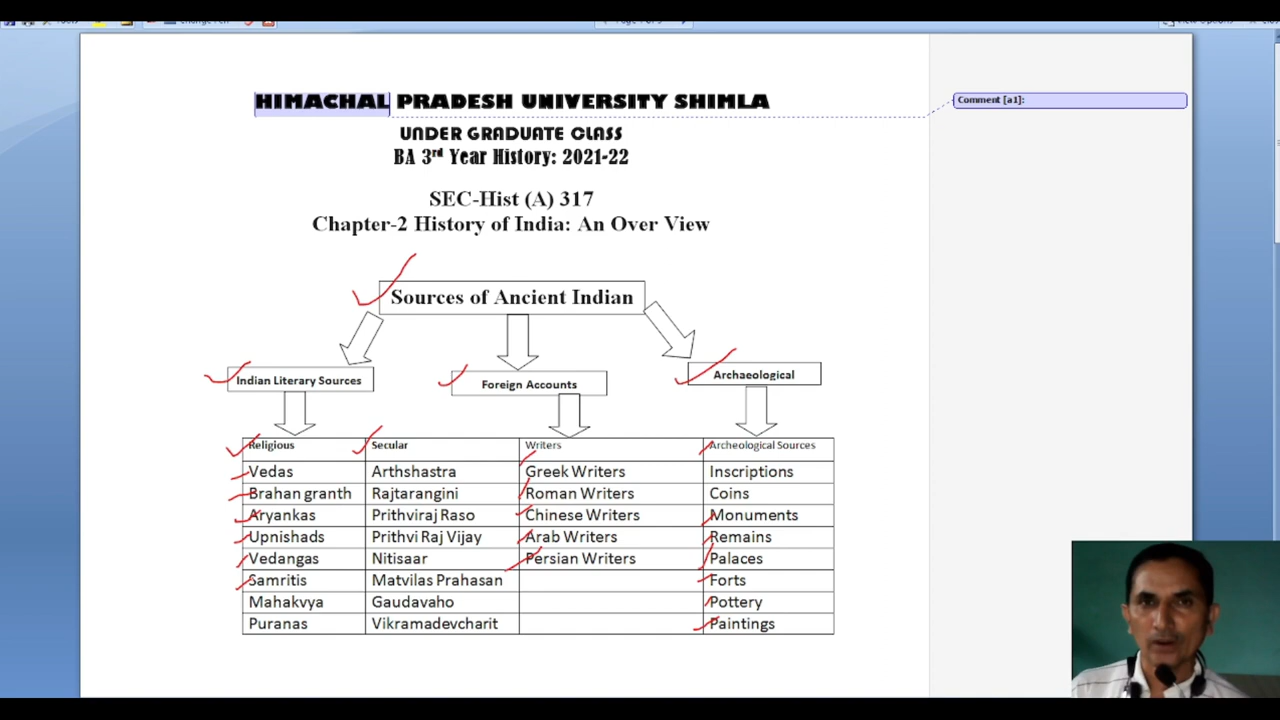 HIMACHAL PRADESH UNIVERSITY SHIMLA
Comment [a1]:
UNDER GRADUATE CLASS
BA 3rd Year History: 2021-22
SEC-Hist (A) 317
Chapter-2 History of India: An Over View
Sources of Ancient Indian
Indian Literary Sources
Foreign Accounts
Archaeological
Religious Secular Writers Archeological Sources
Vedas Arthshastra Greek Writers Inscriptions
Brahan granth Rajtarangini Roman Writers Coins
Aryankas Prithviraj Raso Chinese Writers Monuments
Upnishads Prithvi Raj Vijay Arab Writers Remains
Vedangas Nitisaar Persian Writers Palaces
Samritis Matvilas Prahasan Forts
Mahakvya Gaudavaho Pottery
Puranas Vikramadevcharit Paintings